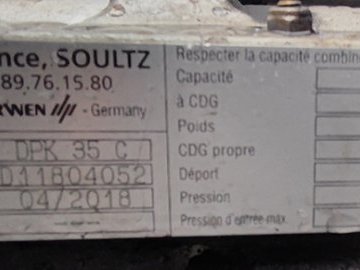 nce, SOULTZ
89.76.15.80
- Germany
DPK 35 C
D11804052
04/2018
Respecter la capacité combin
Capacité
à CDG
Poids
CDG propre
Déport
Pression
Pression d'entrée max.